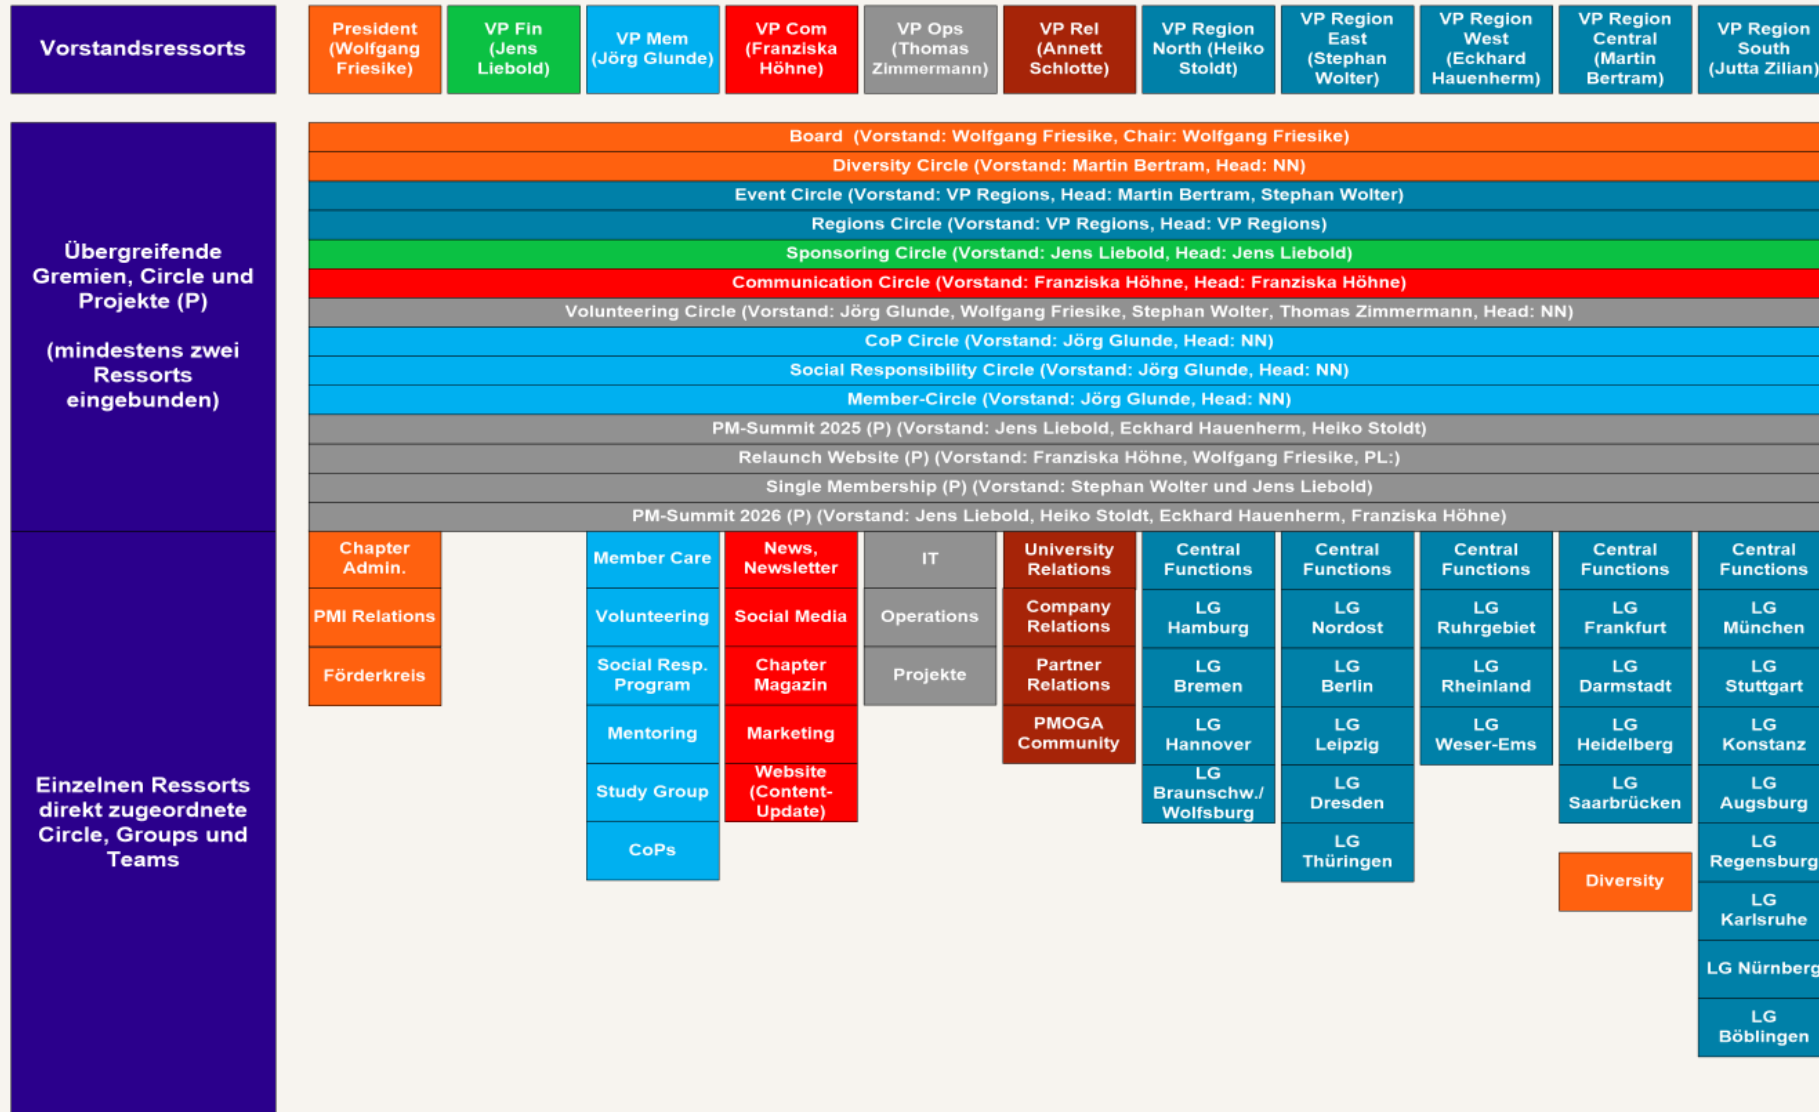 Vorstandsressorts
President
(Wolfgang
Friesike)
VP Fin
(Jens
Liebold)
VP Mem
(Jörg Glunde)
VP Com
(Franziska
Höhne)
VP Ops
(Thomas
Zimmermann)
VP Rel
(Annett
Schlotte)
VP Region
North (Heiko
Stoldt)
VP Region
East
(Stephan
Wolter)
VP Region
West
(Eckhard
Hauenherm)
VP Region
Central
(Martin
Bertram)
VP Region
South
(Jutta Zilian)
Übergreifende
Gremien, Circle und
Projekte (P)
(mindestens zwei
Ressorts
eingebunden)
Board (Vorstand: Wolfgang Friesike, Chair: Wolfgang Friesike)
Diversity Circle (Vorstand: Martin Bertram, Head: NN)
Event Circle (Vorstand: VP Regions, Head: Martin Bertram, Stephan Wolter)
Regions Circle (Vorstand: VP Regions, Head: VP Regions)
Sponsoring Circle (Vorstand: Jens Liebold, Head: Jens Liebold)
Communication Circle (Vorstand: Franziska Höhne, Head: Franziska Höhne)
Volunteering Circle (Vorstand: Jörg Glunde, Wolfgang Friesike, Stephan Wolter, Thomas Zimmermann, Head: NN)
CoP Circle (Vorstand: Jörg Glunde, Head: NN)
Social Responsibility Circle (Vorstand: Jörg Glunde, Head: NN)
Member-Circle (Vorstand: Jörg Glunde, Head: NN)
PM-Summit 2025 (P) (Vorstand: Jens Liebold, Eckhard Hauenherm, Heiko Stoldt)
Relaunch Website (P) (Vorstand: Franziska Höhne, Wolfgang Friesike, PL:)
Single Membership (P) (Vorstand: Stephan Wolter und Jens Liebold)
PM-Summit 2026 (P) (Vorstand: Jens Liebold, Heiko Stoldt, Eckhard Hauenherm, Franziska Höhne)
Einzelnen Ressorts
direkt zugeordnete
Circle, Groups und
Teams
Chapter
Admin.
PMI Relations
Förderkreis
Member Care
Volunteering
Social Resp.
Program
Mentoring
Study Group
CoPs
News,
Newsletter
Social Media
Chapter
Magazin
Marketing
Website
(Content-
Update)
IT
Operations
Projekte
University
Relations
Company
Relations
Partner
Relations
PMOGA
Community
Central
Functions
LG
Hamburg
LG
Bremen
LG
Hannover
LG
Braunschw./
Wolfsburg
Central
Functions
LG
Nordost
LG
Berlin
LG
Leipzig
LG
Dresden
LG
Thüringen
Central
Functions
LG
Ruhrgebiet
LG
Rheinland
LG
Weser-Ems
Central
Functions
LG
Frankfurt
LG
Darmstadt
LG
Heidelberg
LG
Saarbrücken
Diversity
Central
Functions
LG
München
LG
Stuttgart
LG
Konstanz
LG
Augsburg
LG
Regensburg
LG
Karlsruhe
LG Nürnberg
LG
Böblingen